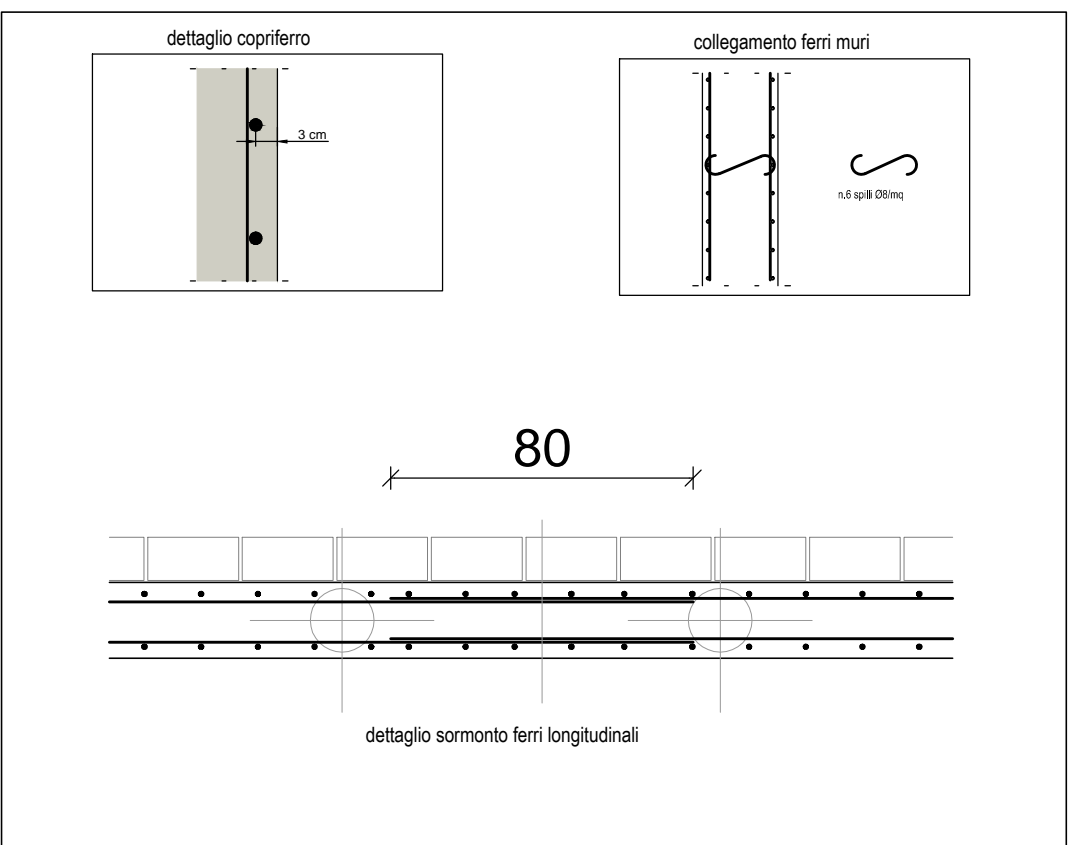 dettaglio copriferro
3 cm
collegamento ferri muri
n.6 spilli Ø8/mq
80
dettaglio sormonto ferri longitudinali